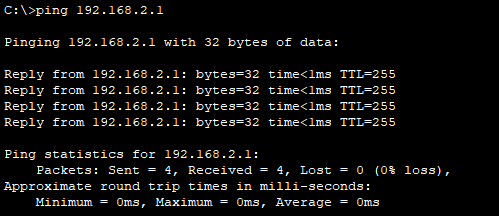 C:\>ping 192.168.2.1
Pinging 192.168.2.1 with 32 bytes of data:
Reply from 192.168.2.1: bytes=32 time<1ms TTL=255
Reply from 192.168.2.1: bytes=32 time<1ms TTL=255
Reply from 192.168.2.1: bytes=32 time<1ms TTL=255
Reply from 192.168.2.1: bytes=32 time<1ms TTL=255
Ping statistics for 192.168.2.1:
    Packets: Sent = 4, Received = 4, Lost = 0 (0% loss),
Approximate round trip times in milli-seconds:
    Minimum = 0ms, Maximum = 0ms, Average = 0ms